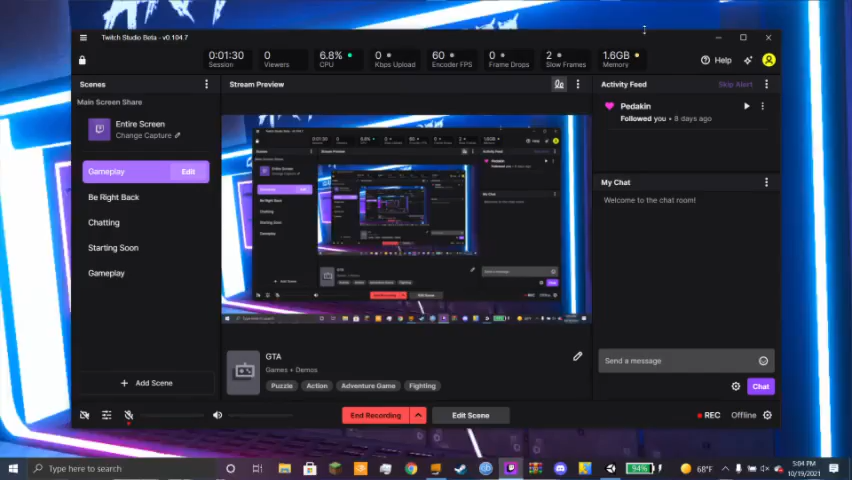 Twitch Studio Beta - v0.104.7
0:01:30
Session
0
Viewers
6.8%
CPU
0
Kbps Upload
60
Encoder FPS
0
Frame Drops
2
Slow Frames
1.6GB
Memory
Help
Scenes
Main Screen Share
Entire Screen
Change Capture
Gameplay
Edit
Be Right Back
Chatting
Starting Soon
Gameplay
Add Scene
Stream Preview
GTA
Games + Demos
Puzzle
Action
Adventure Game
Fighting
Activity Feed
Skip Alert
Pedakin
Followed you • 8 days ago
My Chat
Welcome to the chat room!
Send a message
Chat
End Recording
Edit Scene
REC
Offline
Type here to search
94%
68°F
5:04 PM
10/19/2021